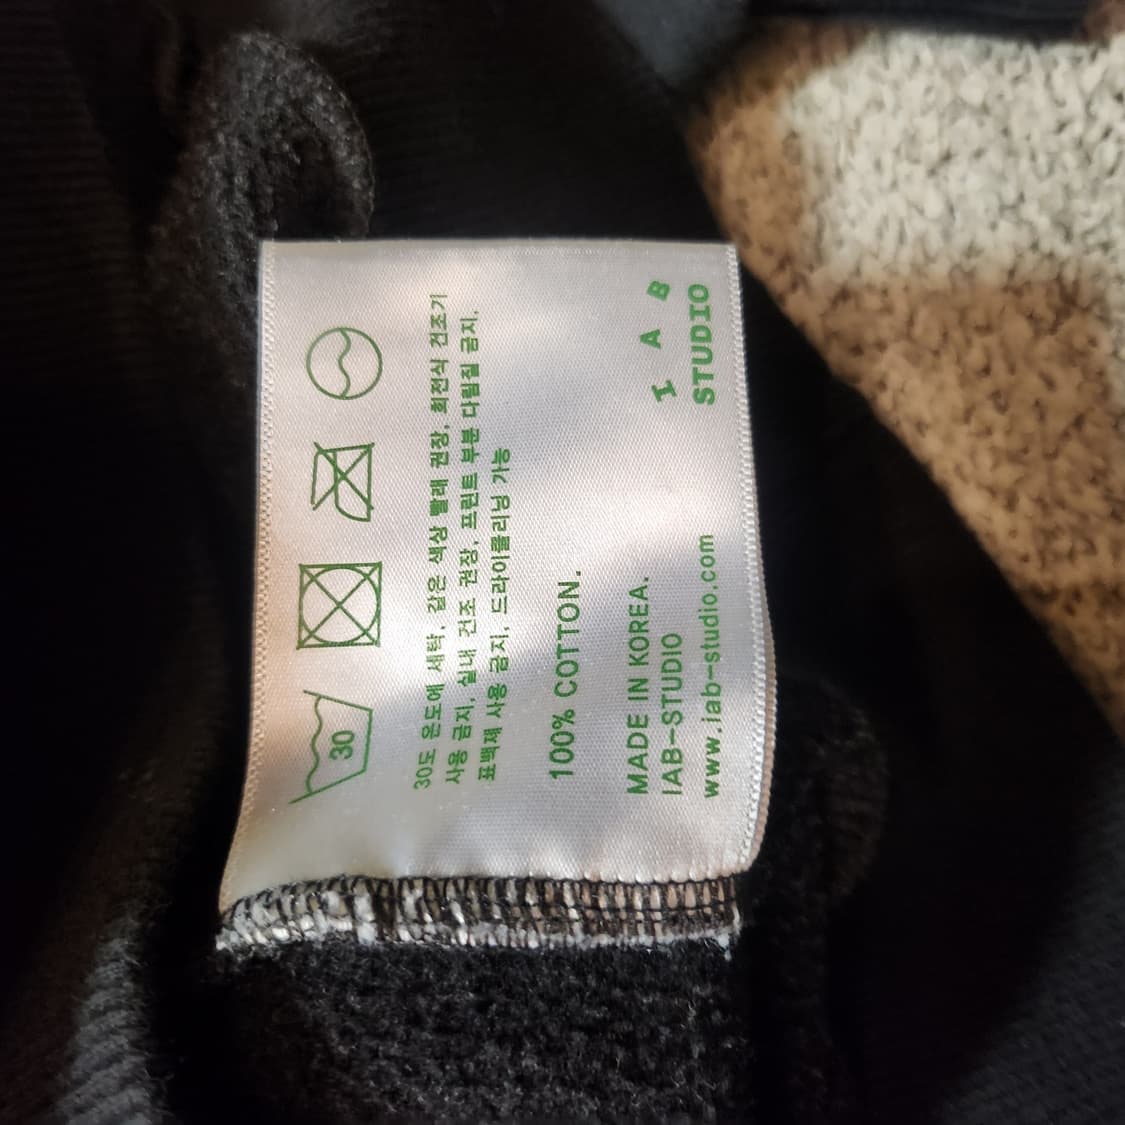 30
30도 온도에 세탁, 같은 색상 빨래 권장, 회전식 건조기
사용 금지, 실내 건조 권장, 프린트 부분 다림질 금지,
표백제 사용 금지, 드라이클리닝 가능
100% COTTON.
MADE IN KOREA.
IAB-STUDIO
www.iab-studio.com
I A B
STUDIO